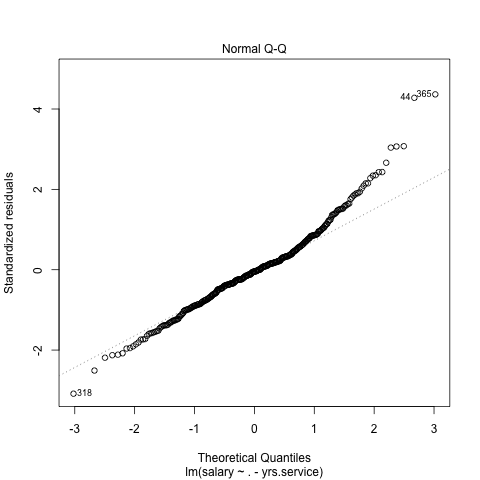 Normal Q-Q
Standardized residuals
4
2
0
-2
44
365
318
-3 -2 -1 0 1 2 3
Theoretical Quantiles
lm(salary ~ . - yrs.service)